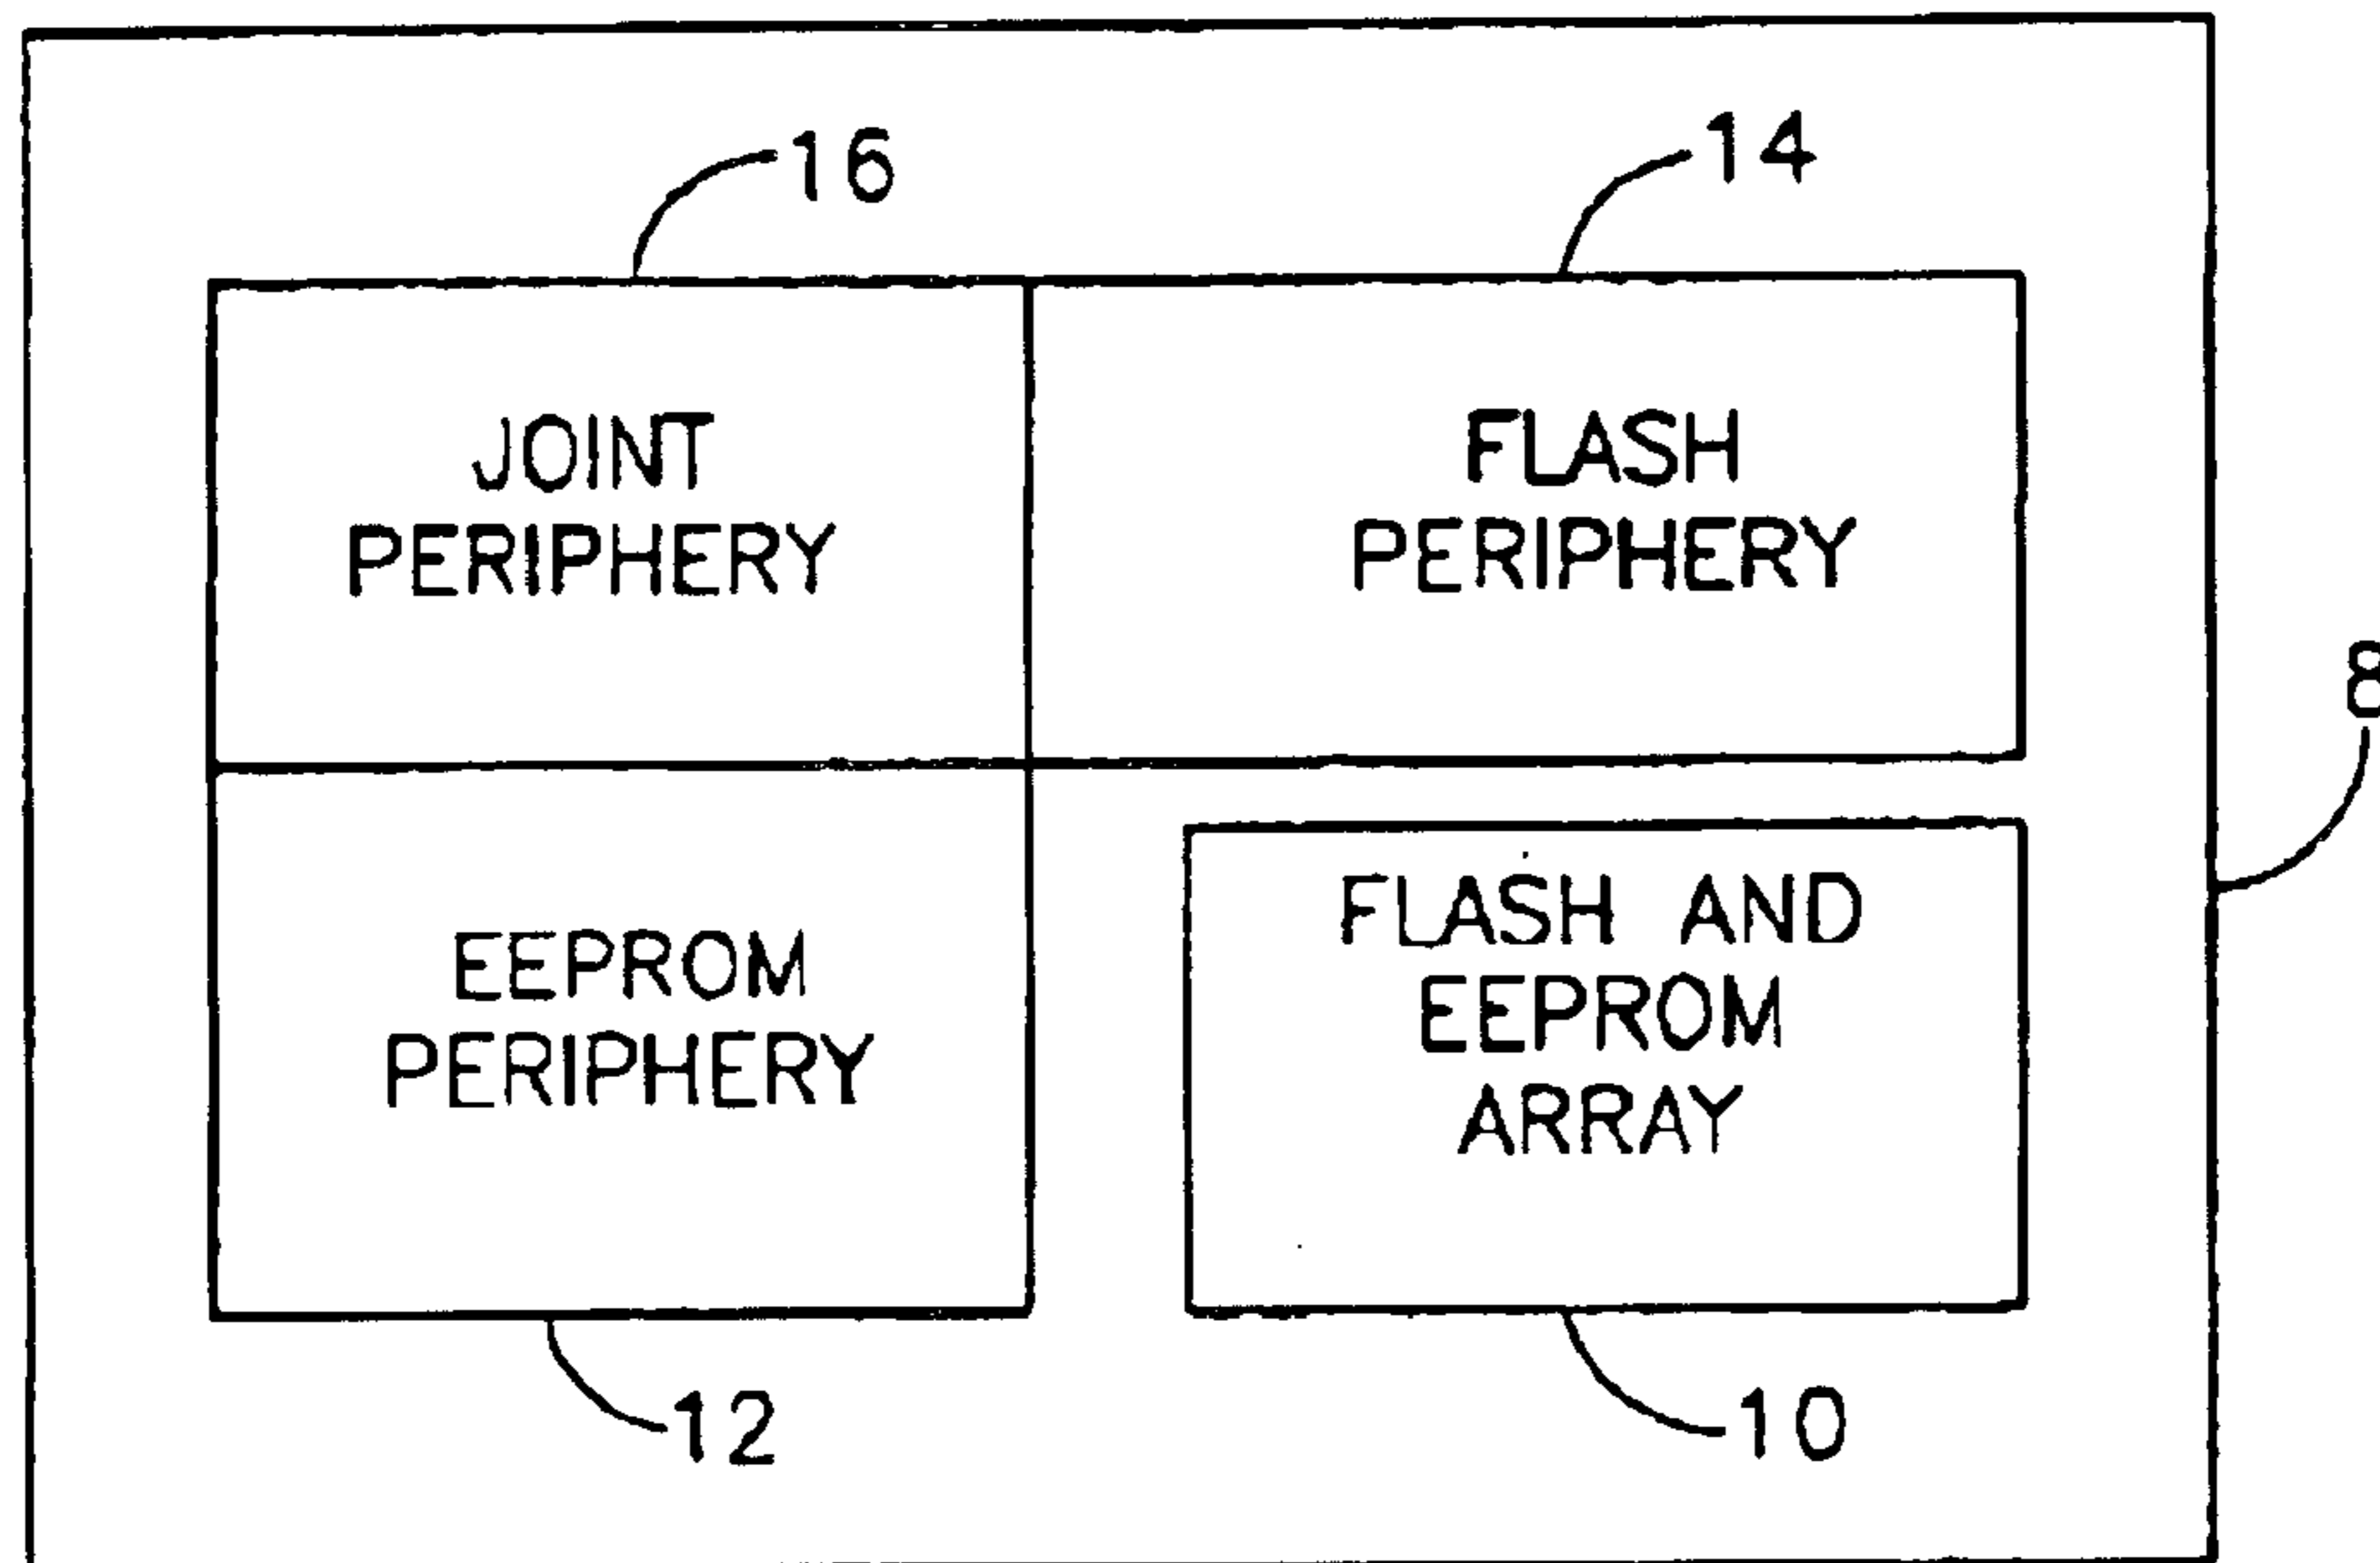 16
14
JOINT
PERIPHERY
FLASH
PERIPHERY
8
EEPROM
PERIPHERY
FLASH AND
EEPROM
ARRAY
12
10